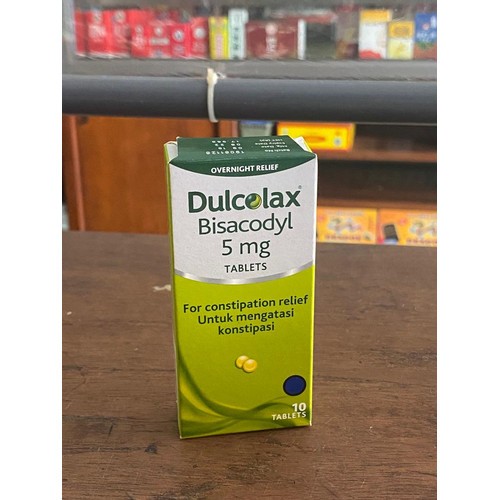 OVERNIGHT RELIEF
Dulcolax®
Bisacodyl
5 mg
TABLETS
For constipation relief
Untuk mengatasi
konstipasi
10
TABLETS